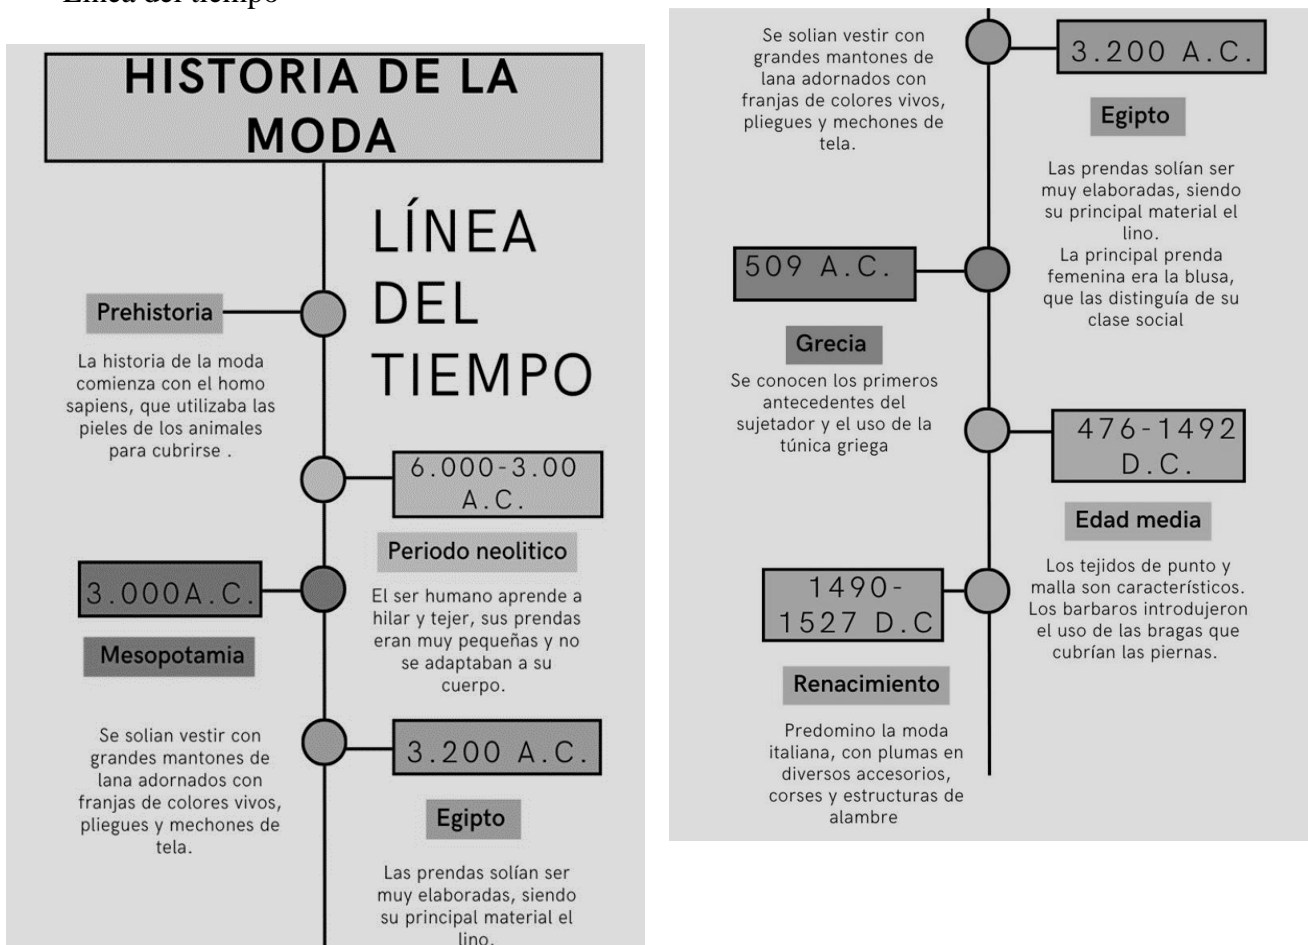 Línea del tiempo
HISTORIA DE LA
MODA
LÍNEA
DEL
TIEMPO
Prehistoria
La historia de la moda
comienza con el homo
sapiens, que utilizaba las
pieles de los animales
para cubrirse .
6.000-3.00
A.C.
Periodo neolitico
El ser humano aprende a
hilar y tejer, sus prendas
eran muy pequeñas y no
se adaptaban a su
cuerpo.
3.000A.C.
Mesopotamia
Se solian vestir con
grandes mantones de
lana adornados con
franjas de colores vivos,
pliegues y mechones de
tela.
3.200 A.C.
Egipto
Las prendas solían ser
muy elaboradas, siendo
su principal material el
lino.
Se solian vestir con
grandes mantones de
lana adornados con
franjas de colores vivos,
pliegues y mechones de
tela.
3.200 A.C.
Egipto
Las prendas solían ser
muy elaboradas, siendo
su principal material el
lino.
La principal prenda
femenina era la blusa,
que las distinguía de su
clase social
509 A.C.
Grecia
Se conocen los primeros
antecedentes del
sujetador y el uso de la
túnica griega
476-1492
D.C.
Edad media
Los tejidos de punto y
malla son característicos.
Los barbaros introdujeron
el uso de las bragas que
cubrían las piernas.
1490-
1527 D.C
Renacimiento
Predomino la moda
italiana, con plumas en
diversos accesorios,
corses y estructuras de
alambre